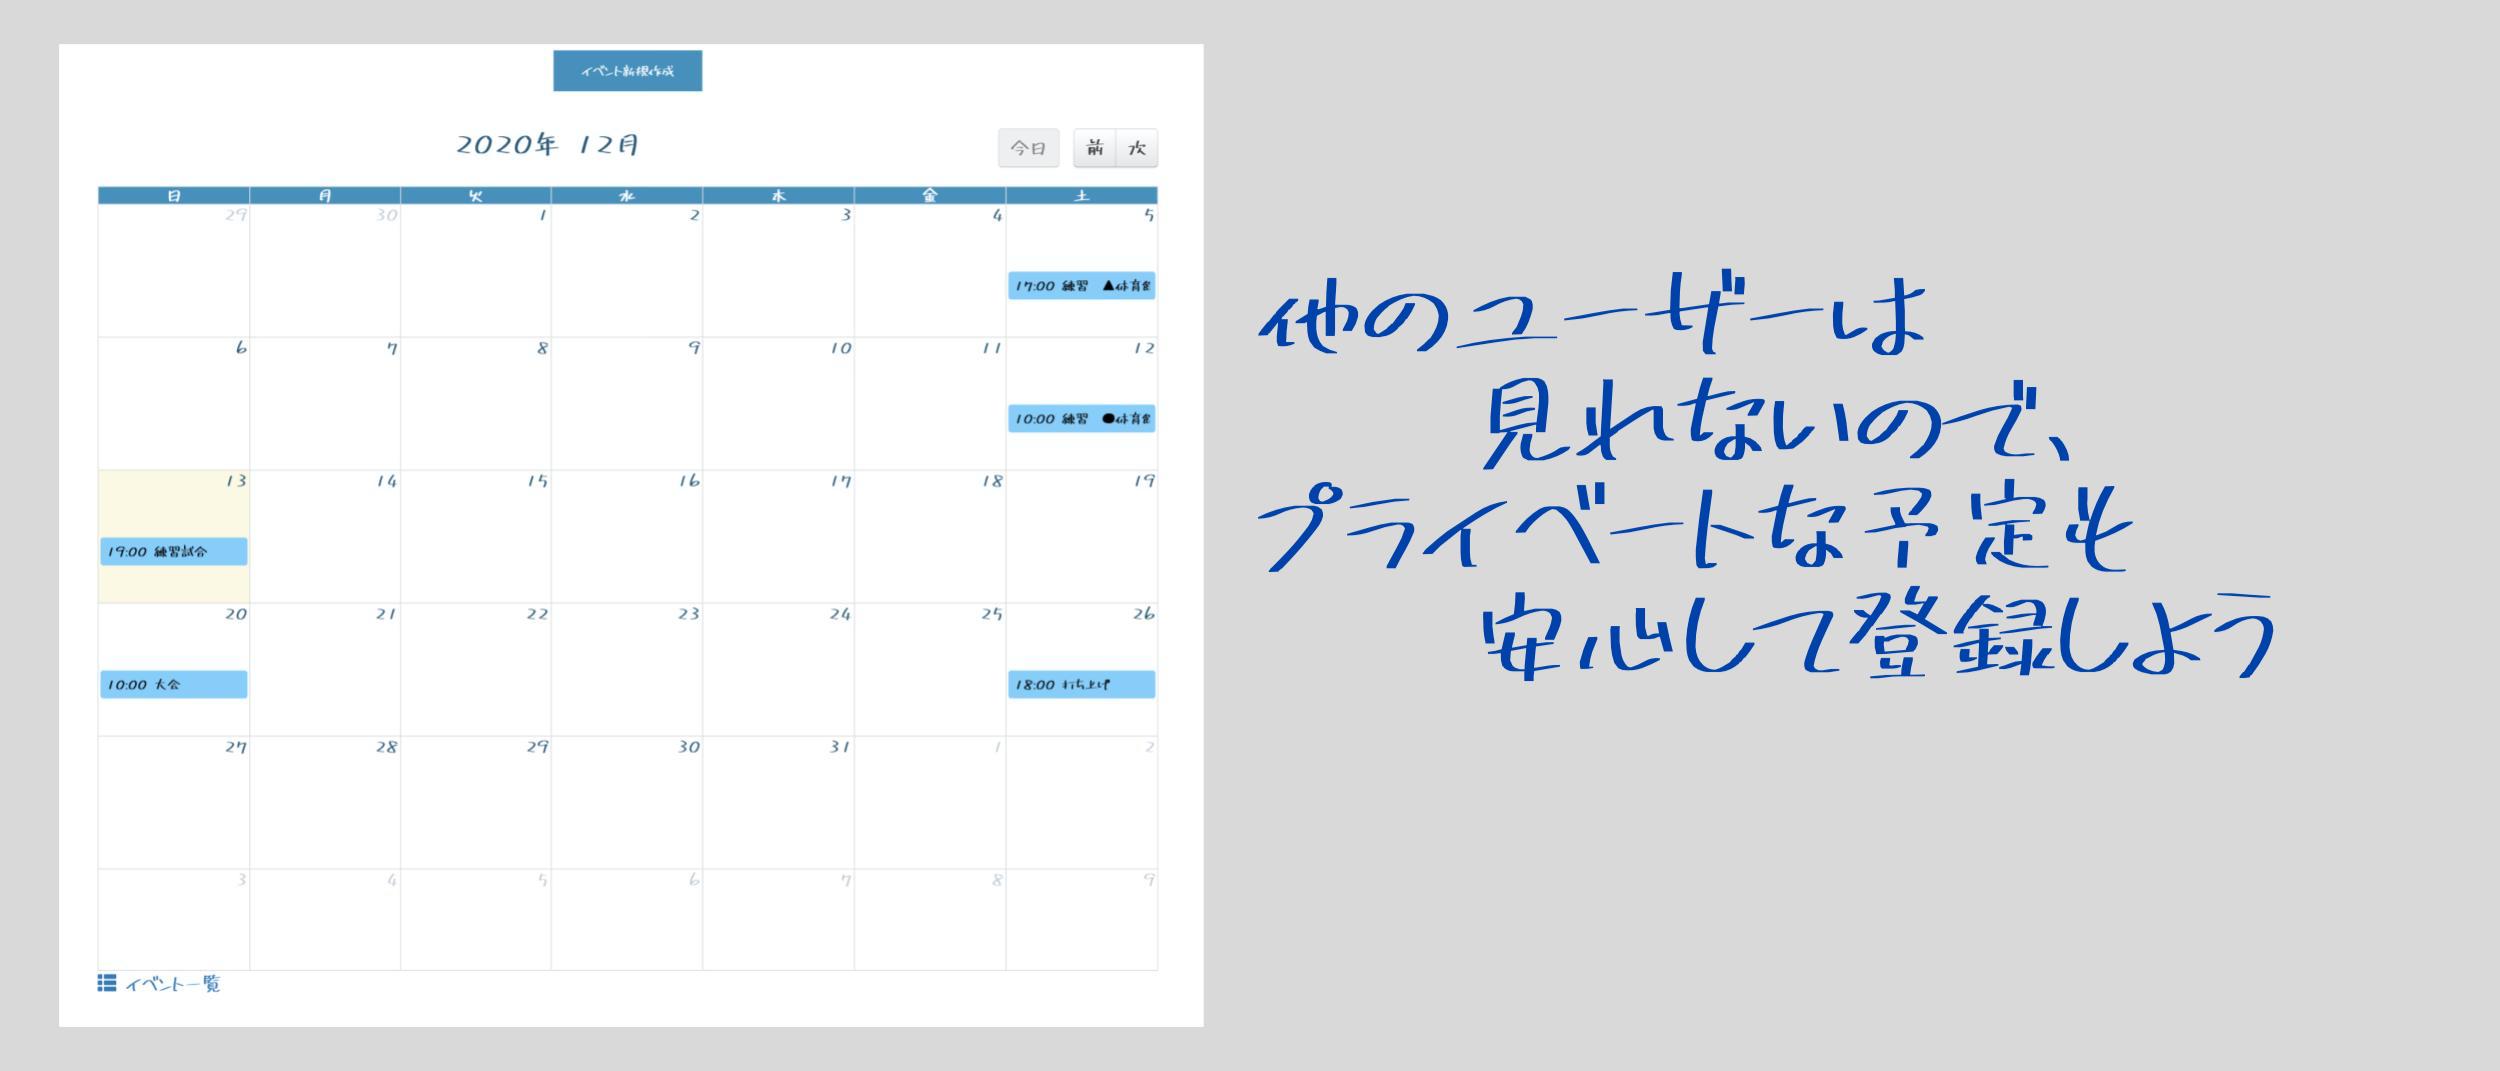 イベント新規作成
2020年 12月
今日 前 次
日 月 火 水 木 金 土
29 30 1 2 3 4 5
17:00 練習 ▲体育館
6 7 8 9 10 11 12
10:00 練習 ●体育館
13 14 15 16 17 18 19
19:00 練習試合
20 21 22 23 24 25 26
10:00 大会 18:00 打ち上げ
27 28 29 30 31 1 2
3 4 5 6 7 8 9
イベント一覧
他のユーザーは
見れないので、
プライベートな予定も
安心して登録しよう